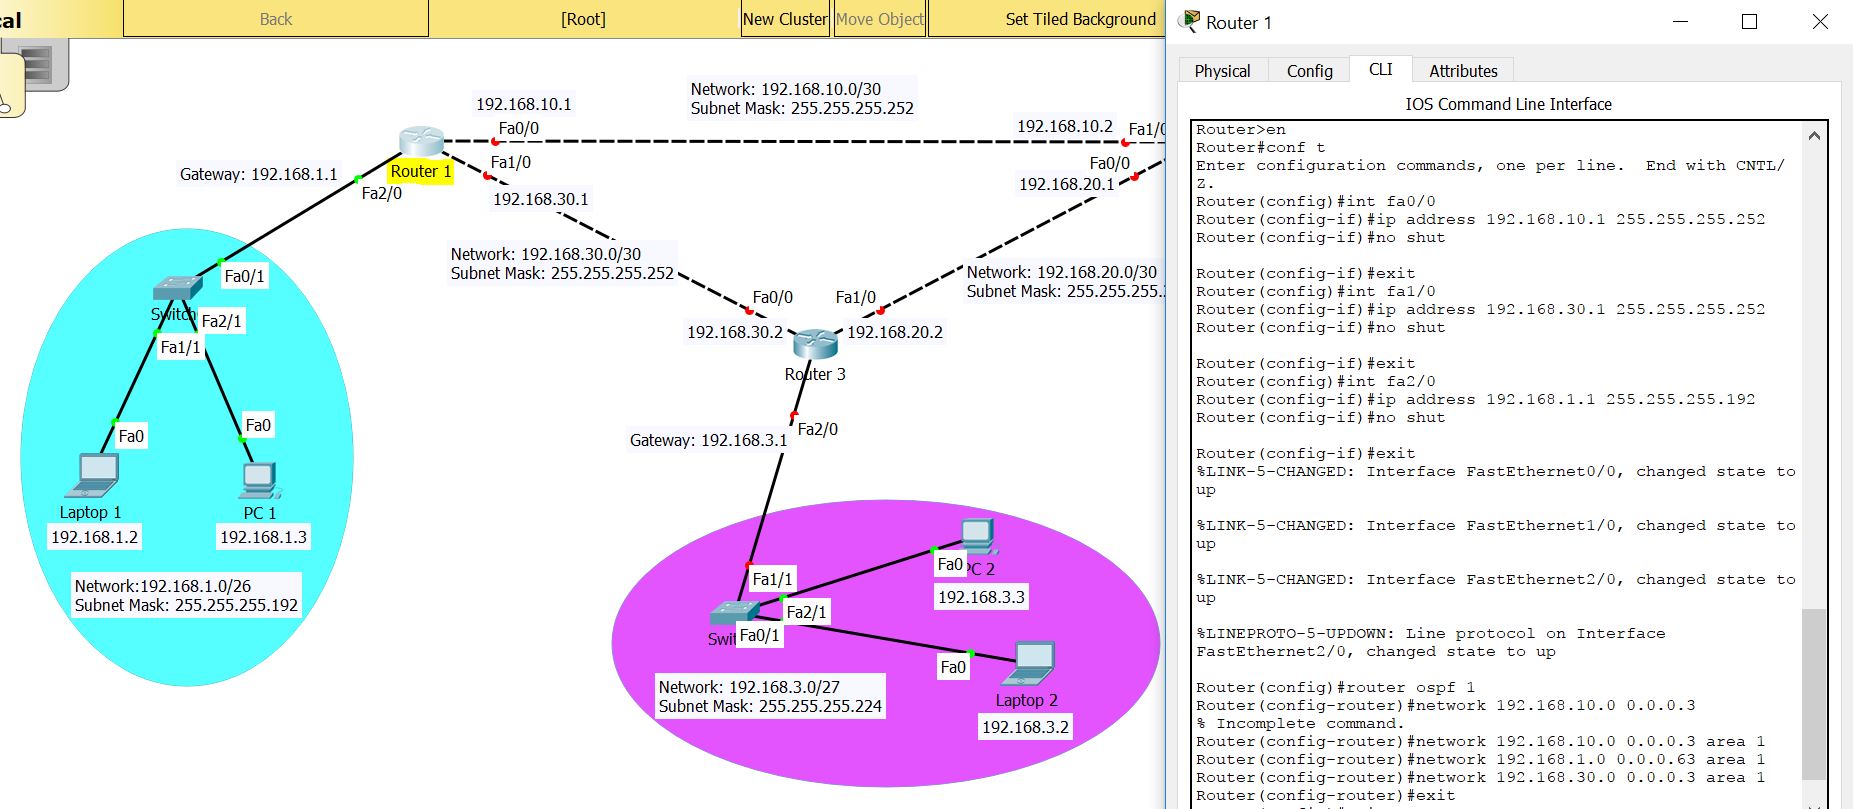 cal
Back
[Root]
New Cluster
Move Object
Set Tiled Background
192.168.10.1
Fa0/0
Network: 192.168.10.0/30
Subnet Mask: 255.255.255.252
192.168.10.2
Fa1/0
Fa0/0
192.168.20.1
Gateway: 192.168.1.1
Router 1
Fa1/0
Fa2/0
192.168.30.1
Network: 192.168.30.0/30
Subnet Mask: 255.255.255.252
Network: 192.168.20.0/30
Subnet Mask: 255.255.255.
Fa0/1
Switch
Fa2/1
Fa1/1
Fa0/0
Fa1/0
192.168.30.2
192.168.20.2
Router 3
Fa0
Fa0
Gateway: 192.168.3.1
Fa2/0
Laptop 1
PC 1
192.168.1.2
192.168.1.3
Network:192.168.1.0/26
Subnet Mask: 255.255.255.192
Fa1/1
Fa0
PC 2
192.168.3.3
Fa2/1
Swit
Fa0/1
Fa0
Network: 192.168.3.0/27
Subnet Mask: 255.255.255.224
Laptop 2
192.168.3.2
Router 1
Physical
Config
CLI
Attributes
IOS Command Line Interface
Router>en
Router#conf t
Enter configuration commands, one per line.  End with CNTL/
Z.
Router(config)#int fa0/0
Router(config-if)#ip address 192.168.10.1 255.255.255.252
Router(config-if)#no shut
Router(config-if)#exit
Router(config)#int fa1/0
Router(config-if)#ip address 192.168.30.1 255.255.255.252
Router(config-if)#no shut
Router(config-if)#exit
Router(config)#int fa2/0
Router(config-if)#ip address 192.168.1.1 255.255.255.192
Router(config-if)#no shut
Router(config-if)#exit
%LINK-5-CHANGED: Interface FastEthernet0/0, changed state to
up
%LINK-5-CHANGED: Interface FastEthernet1/0, changed state to
up
%LINK-5-CHANGED: Interface FastEthernet2/0, changed state to
up
%LINEPROTO-5-UPDOWN: Line protocol on Interface
FastEthernet2/0, changed state to up
Router(config)#router ospf 1
Router(config-router)#network 192.168.10.0 0.0.0.3
% Incomplete command.
Router(config-router)#network 192.168.10.0 0.0.0.3 area 1
Router(config-router)#network 192.168.1.0 0.0.0.63 area 1
Router(config-router)#network 192.168.30.0 0.0.0.3 area 1
Router(config-router)#exit